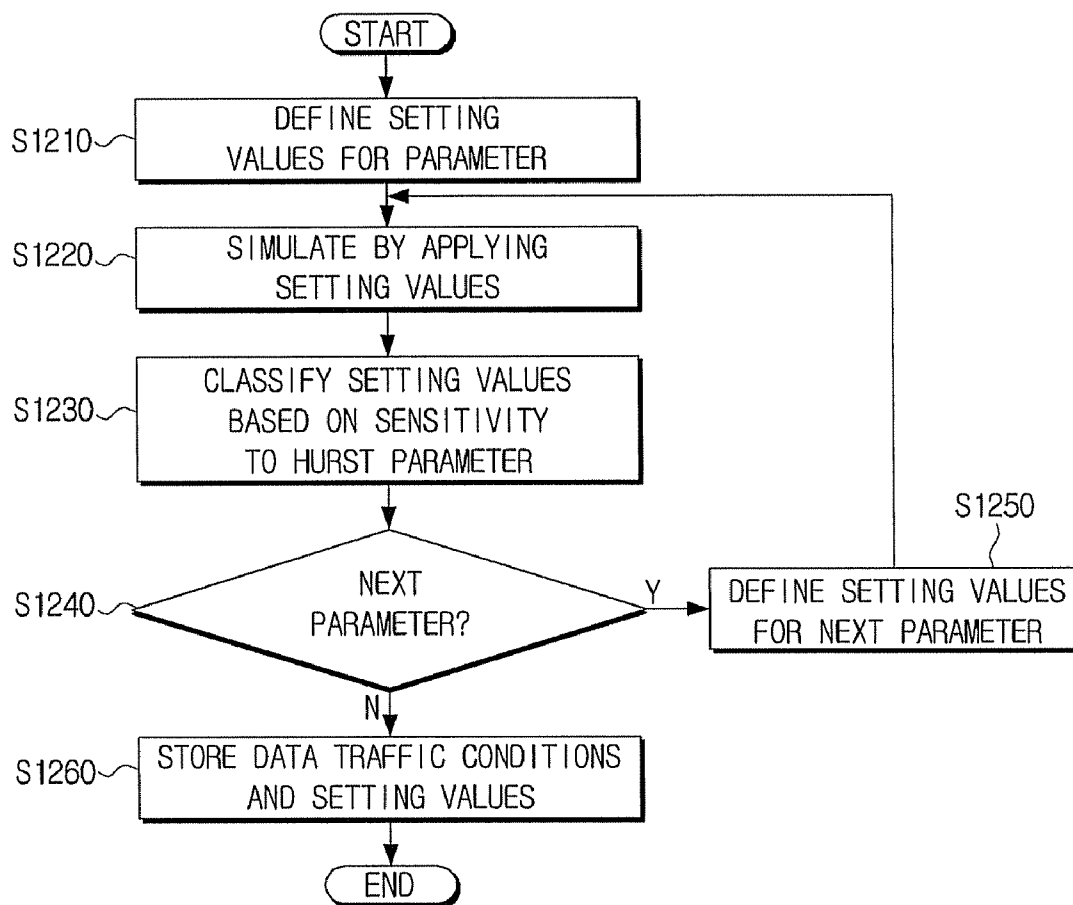 START
S1210
DEFINE SETTING
VALUES FOR PARAMETER
S1220
SIMULATE BY APPLYING
SETTING VALUES
S1230
CLASSIFY SETTING VALUES
BASED ON SENSITIVITY
TO HURST PARAMETER
S1240
NEXT
PARAMETER?
Y
S1250
DEFINE SETTING VALUES
FOR NEXT PARAMETER
N
S1260
STORE DATA TRAFFIC CONDITIONS
AND SETTING VALUES
END